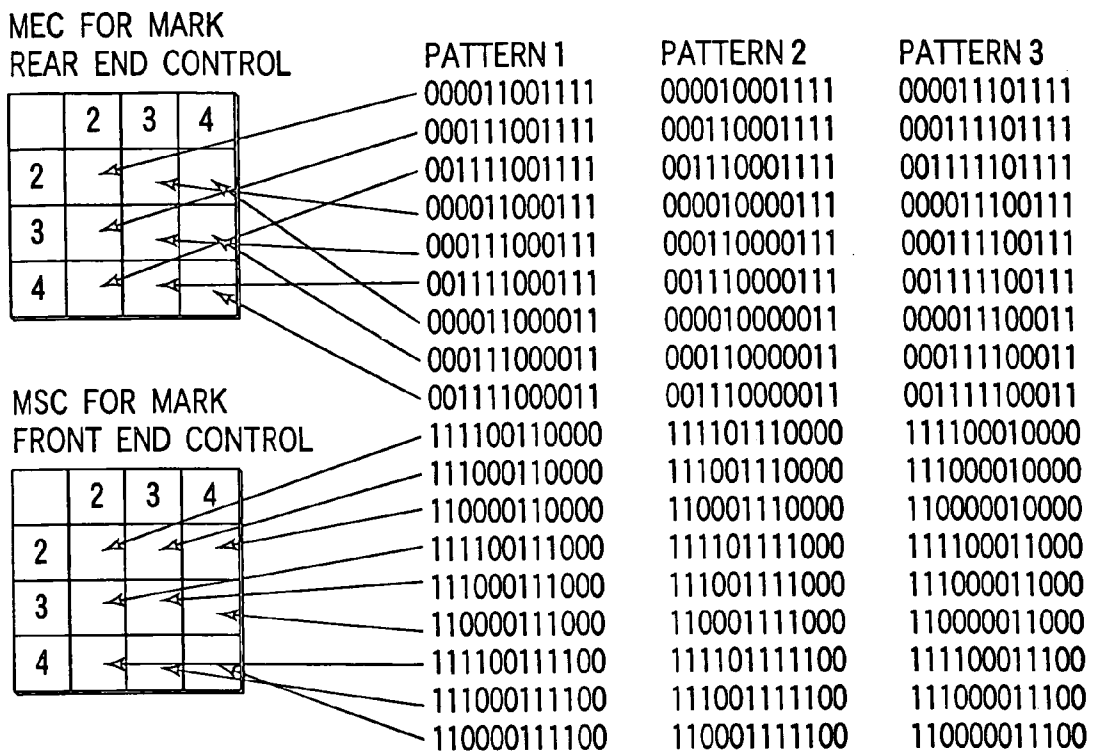 MEC FOR MARK
REAR END CONTROL
2 3 4
2
3
4
MSC FOR MARK
FRONT END CONTROL
2 3 4
2
3
4
PATTERN 1 PATTERN 2 PATTERN 3
000011001111 000010001111 000011101111
000111001111 000110001111 000111101111
001111001111 001110001111 001111101111
000011000111 000010000111 000011100111
000111000111 000110000111 000111100111
001111000111 001110000111 001111100111
000011000011 000010000011 000011100011
000111000011 000110000011 000111100011
001111000011 001110000011 001111100011
111100110000 111101110000 111100010000
111000110000 111001110000 111000010000
110000110000 110001110000 110000010000
111100111000 111101111000 111100011000
111000111000 111001111000 111000011000
110000111000 110001111000 110000011000
111100111100 111101111100 111100011100
111000111100 111001111100 111000011100
110000111100 110001111100 110000011100